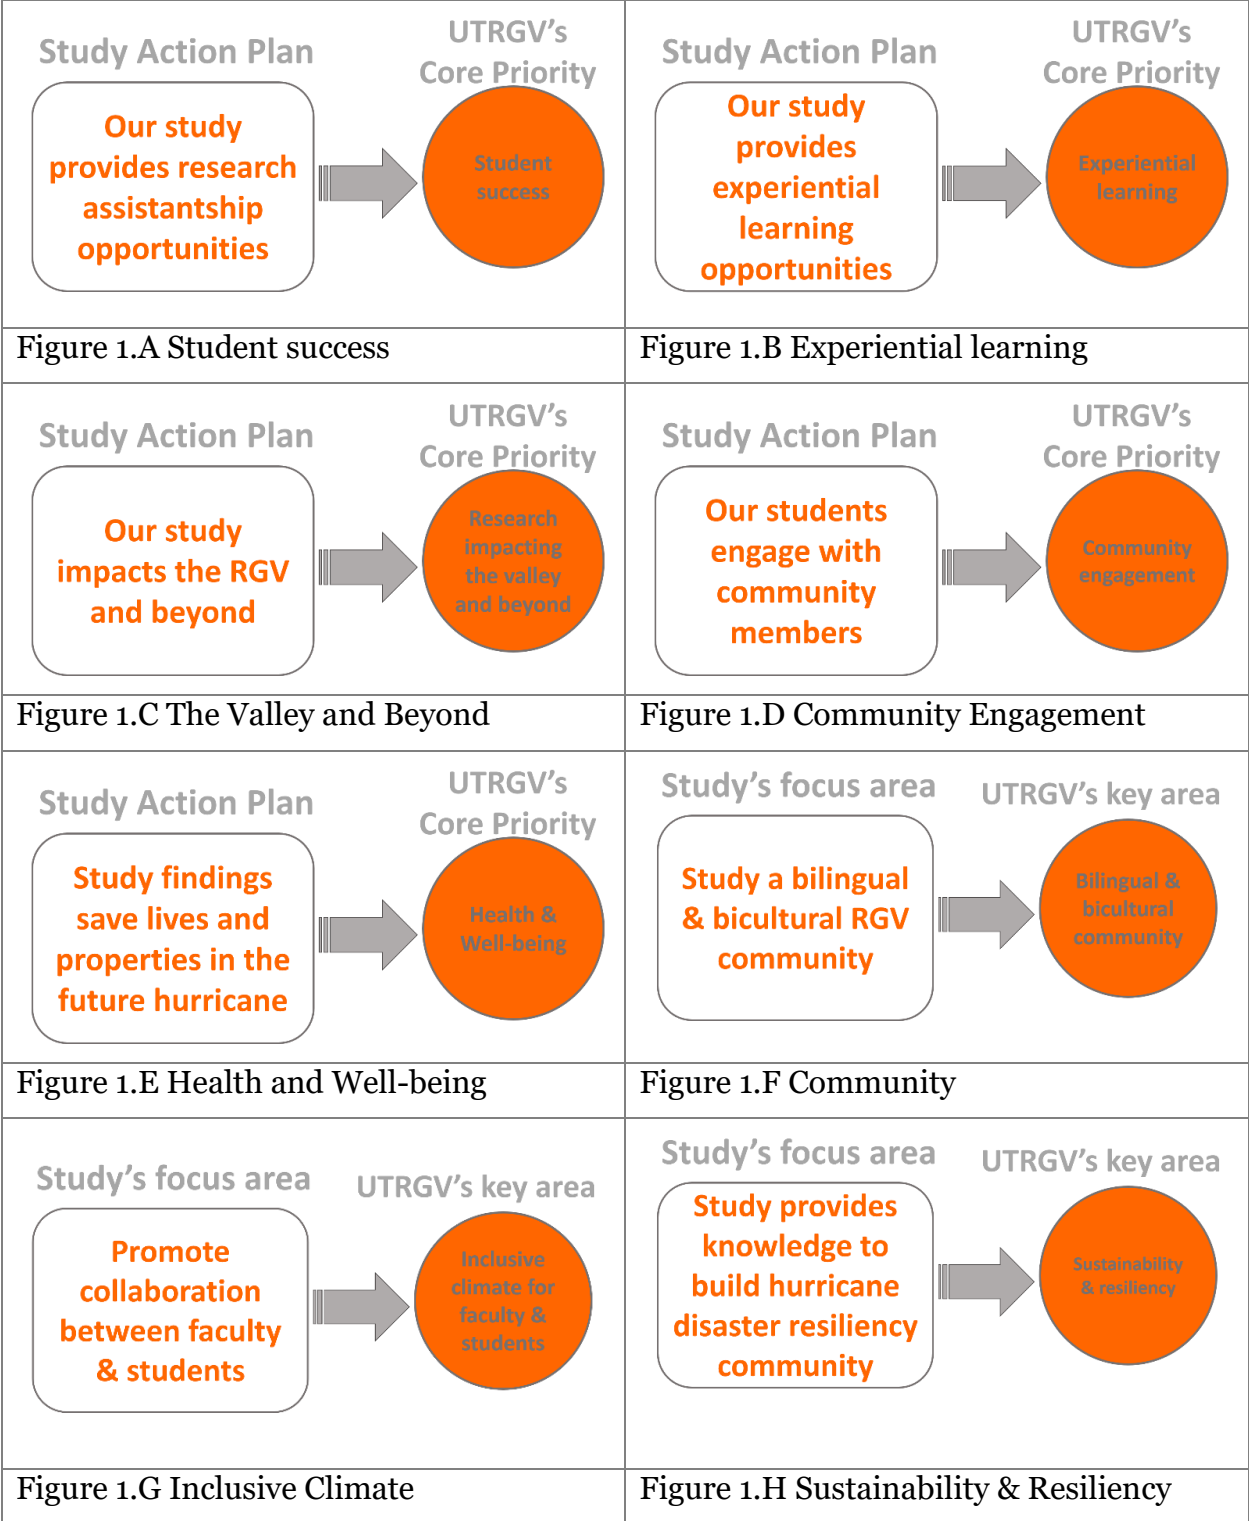 Study Action Plan
UTRGV’s
Core Priority
Our study
provides research
assistantship
opportunities
Student
success
Figure 1.A Student success
Study Action Plan
UTRGV’s
Core Priority
Our study
provides
experiential
learning
opportunities
Experiential
learning
Figure 1.B Experiential learning
Study Action Plan
UTRGV’s
Core Priority
Our study
impacts the RGV
and beyond
Research
impacting
the valley
and beyond
Figure 1.C The Valley and Beyond
Study Action Plan
UTRGV’s
Core Priority
Our students
engage with
community
members
Community
engagement
Figure 1.D Community Engagement
Study Action Plan
UTRGV’s
Core Priority
Study findings
save lives and
properties in the
future hurricane
Health &
Well-being
Figure 1.E Health and Well-being
Study’s focus area
UTRGV’s key area
Study a bilingual
& bicultural RGV
community
Bilingual &
bicultural
community
Figure 1.F Community
Study’s focus area
UTRGV’s key area
Promote
collaboration
between faculty
& students
Inclusive
climate for
faculty &
students
Figure 1.G Inclusive Climate
Study’s focus area
UTRGV’s key area
Study provides
knowledge to
build hurricane
disaster resiliency
community
Sustainability
& resiliency
Figure 1.H Sustainability & Resiliency